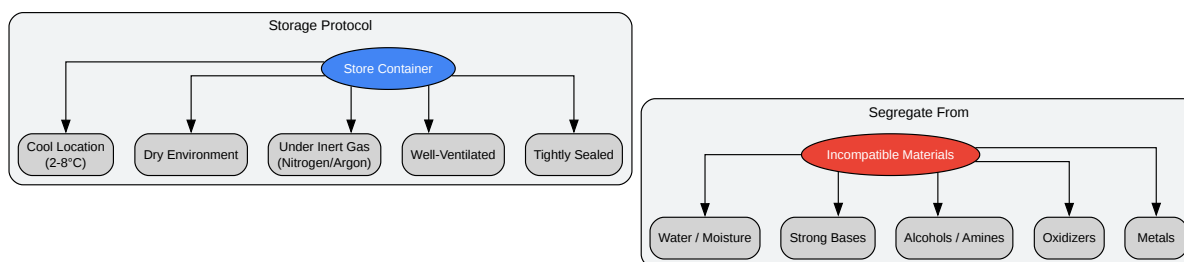 Storage Protocol
Store Container
Cool Location
(2-8°C)
Dry Environment
Under Inert Gas
(Nitrogen/Argon)
Well-Ventilated
Tightly Sealed
Segregate From
Incompatible Materials
Water / Moisture
Strong Bases
Alcohols / Amines
Oxidizers
Metals